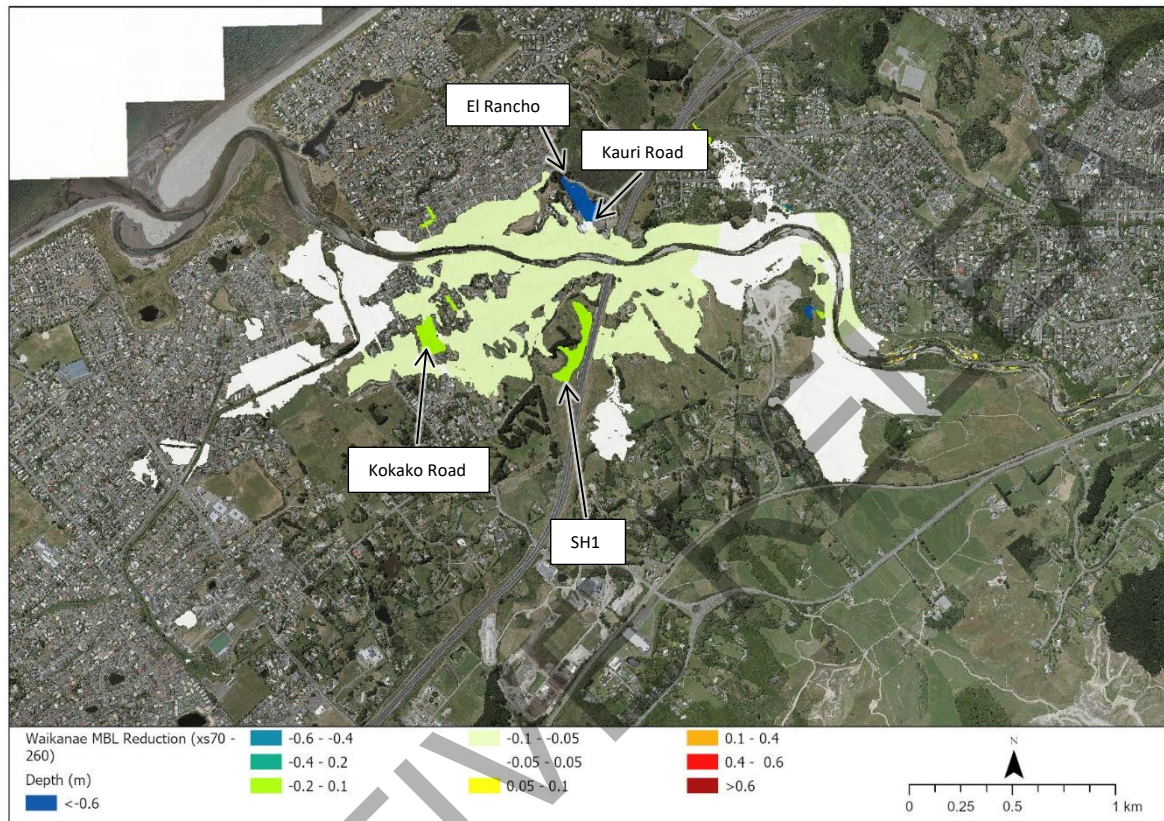 El Rancho
Kauri Road
Kokako Road
SH1
Waikanae MBL Reduction (xs70 -
260)
Depth (m)
<-0.6
-0.6 - -0.4
-0.4 - 0.2
-0.2 - 0.1
-0.1 - -0.05
-0.05 - 0.05
0.05 - 0.1
0.1 - 0.4
0.4 - 0.6
>0.6
N
0 0.25 0.5 1 km